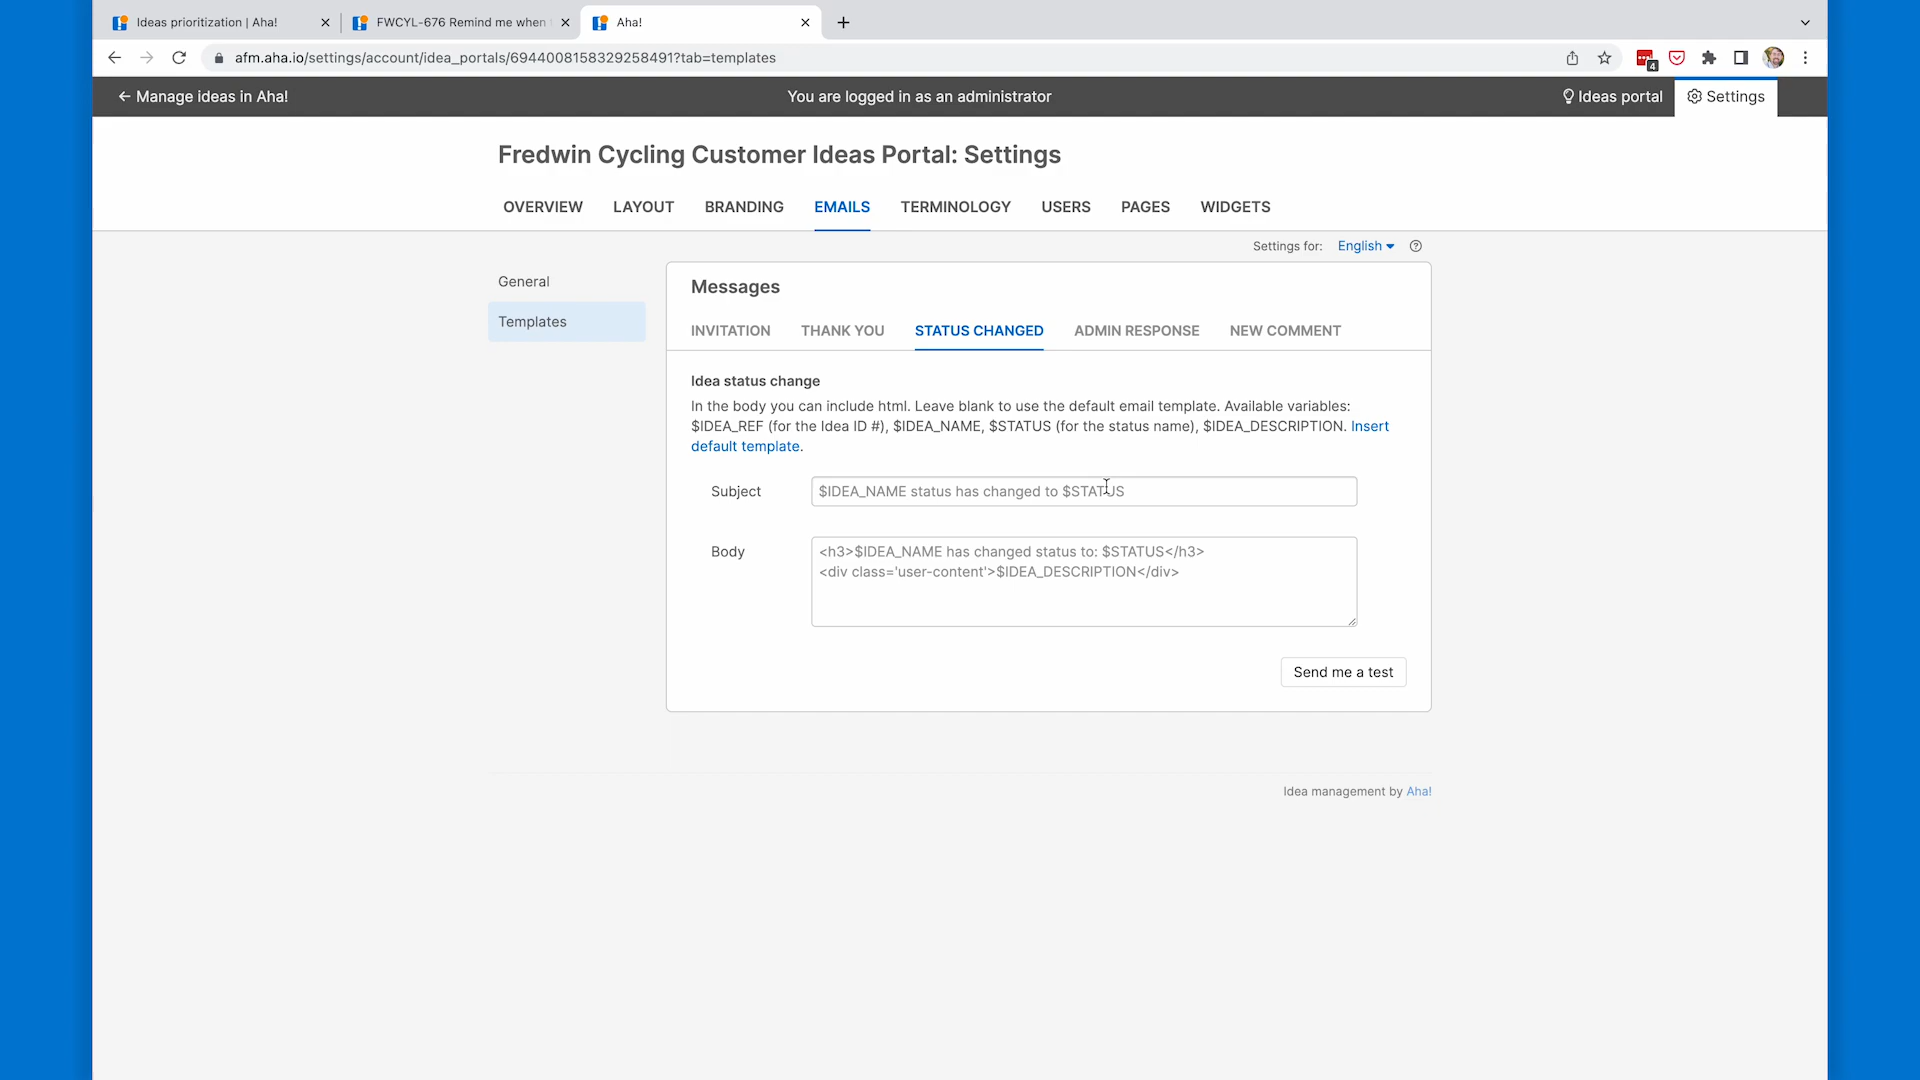 Ideas prioritization | Aha!
FWCYL-676 Remind me when
Aha!
afm.aha.io/settings/account/idea_portals/6944008158329258491?tab=templates
4
← Manage ideas in Aha!
You are logged in as an administrator
Ideas portal
Settings
Fredwin Cycling Customer Ideas Portal: Settings
OVERVIEW LAYOUT BRANDING EMAILS TERMINOLOGY USERS PAGES WIDGETS
Settings for: English
General
Templates
Messages
INVITATION THANK YOU STATUS CHANGED ADMIN RESPONSE NEW COMMENT
Idea status change
In the body you can include html. Leave blank to use the default email template. Available variables:
$IDEA_REF (for the Idea ID #), $IDEA_NAME, $STATUS (for the status name), $IDEA_DESCRIPTION. Insert
default template.
Subject
$IDEA_NAME status has changed to $STATUS
Body
<h3>$IDEA_NAME has changed status to: $STATUS</h3>
<div class='user-content'>$IDEA_DESCRIPTION</div>
Send me a test
Idea management by Aha!